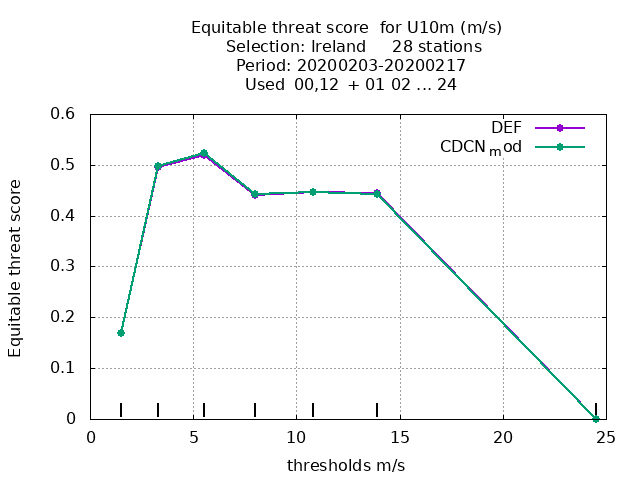 Equitable threat score  for U10m (m/s)
Selection: Ireland     28 stations
Period: 20200203-20200217
Used  00,12  + 01 02 ... 24
DEF
CDCN_mod
Equitable threat score
0.6
0.5
0.4
0.3
0.2
0.1
0
0 5 10 15 20 25
thresholds m/s